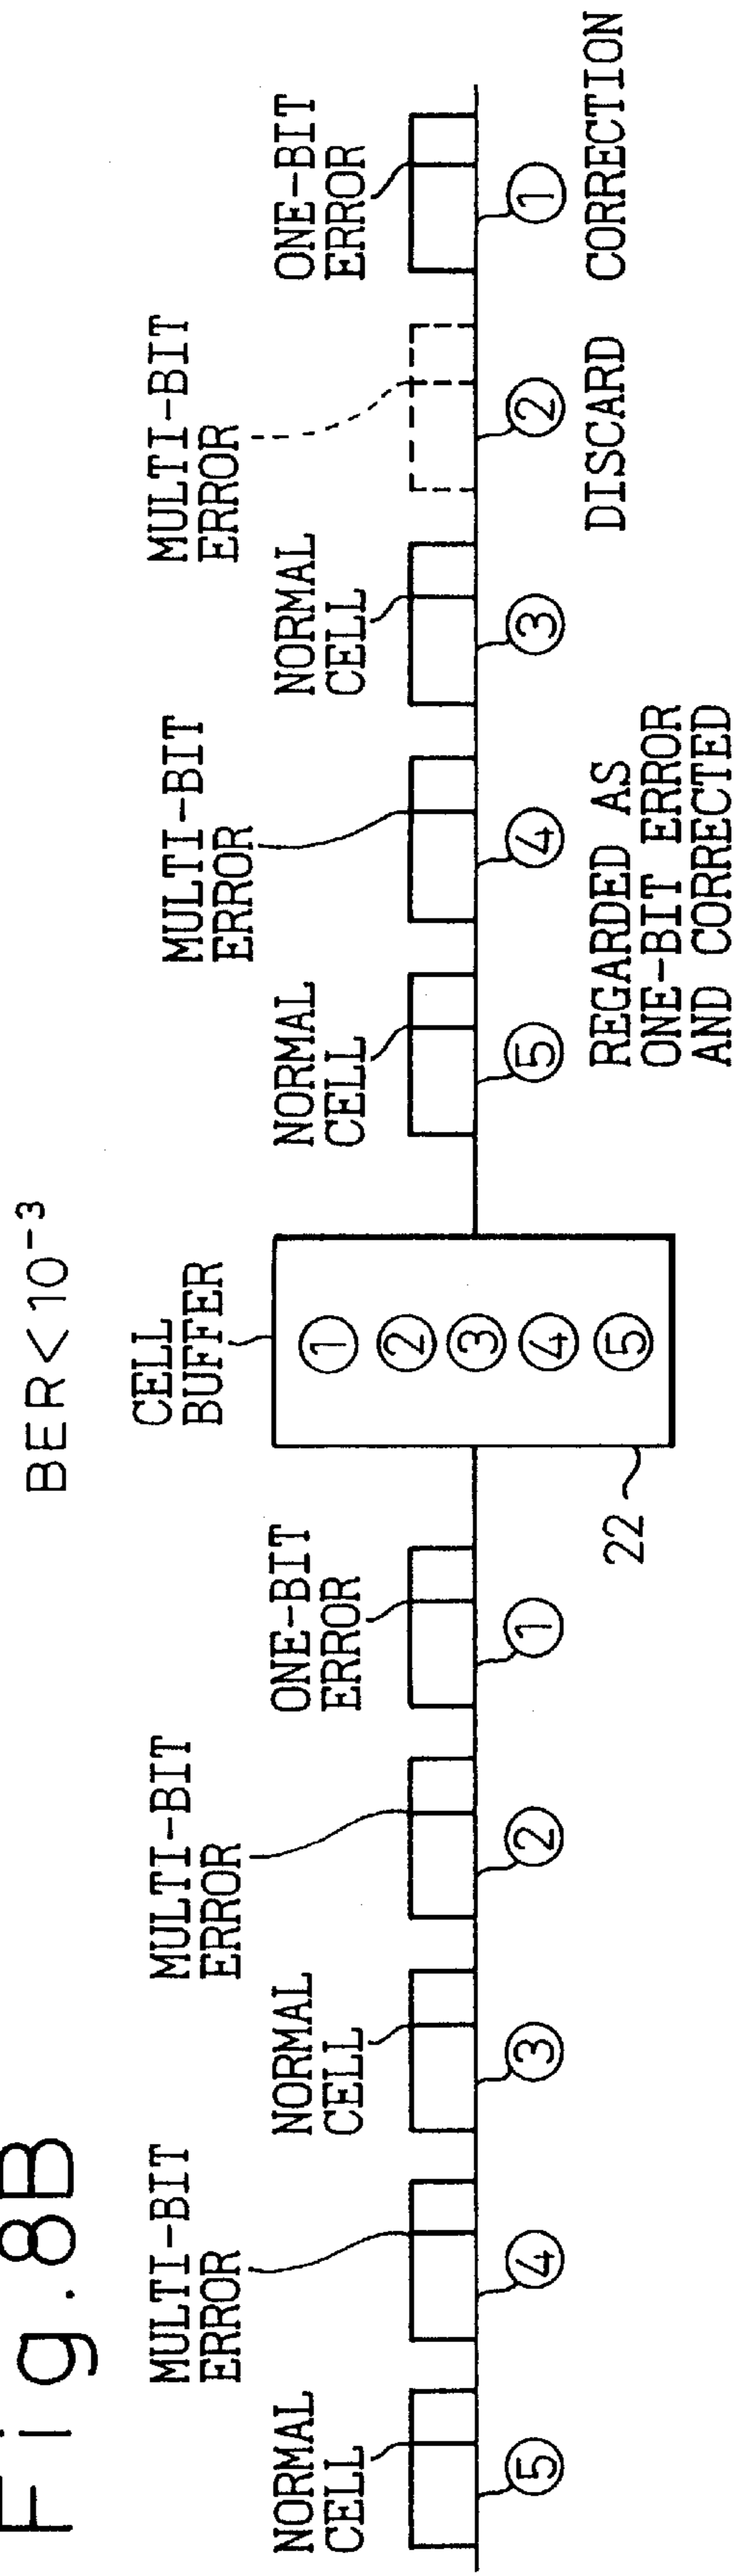 Fig.8B
BER<10⁻³
NORMAL
CELL
MULTI-BIT
ERROR
NORMAL
CELL
MULTI-BIT
ERROR
ONE-BIT
ERROR
CELL
BUFFER
NORMAL
CELL
MULTI-BIT
ERROR
NORMAL
CELL
MULTI-BIT
ERROR
ONE-BIT
ERROR
①
②
③
④
⑤
⑤
④
③
②
①
22
⑤
④
③
②
①
REGARDED AS
ONE-BIT ERROR
AND CORRECTED
DISCARD
CORRECTION